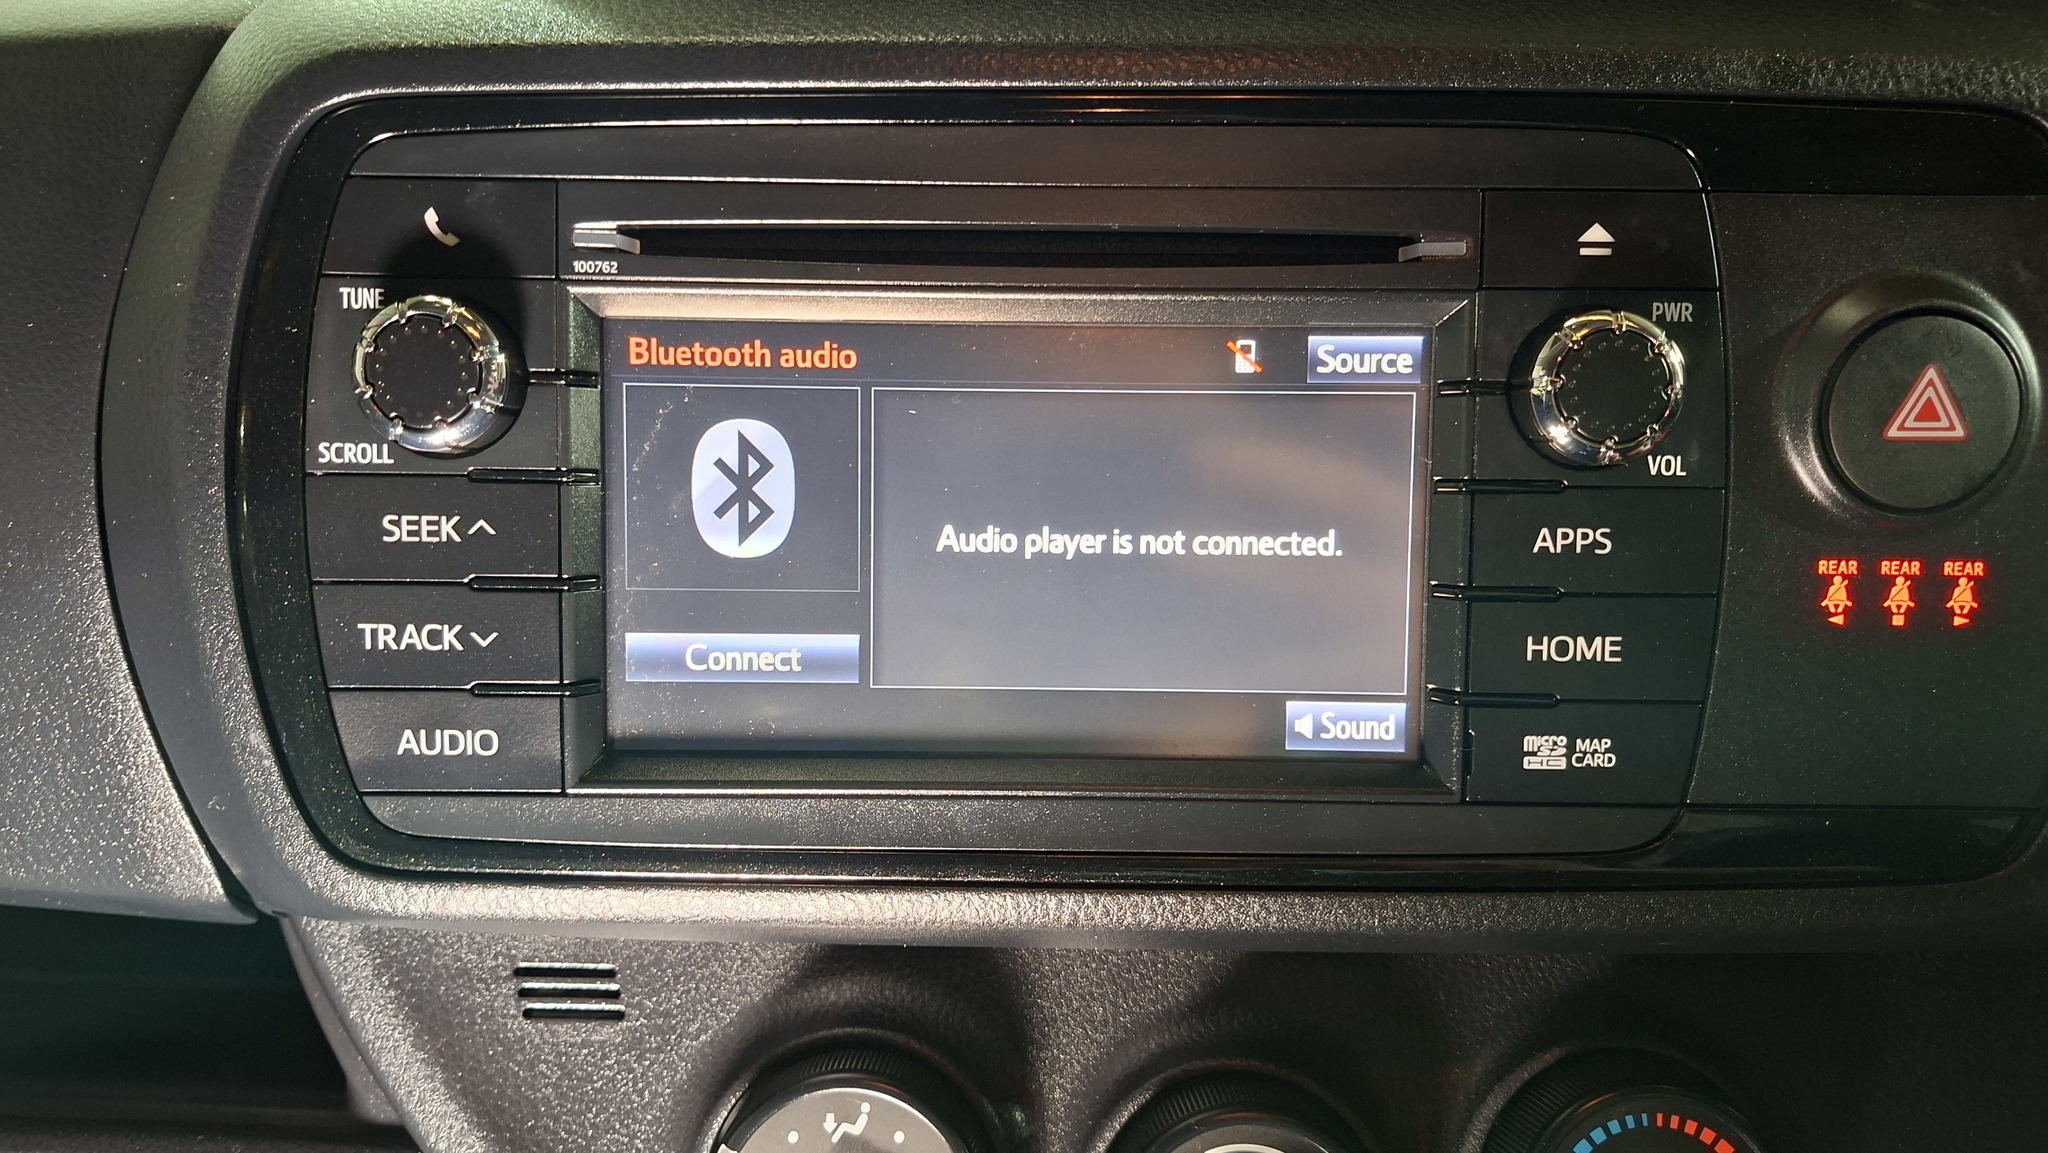 100762
TUNE
SCROLL
SEEK
TRACK
AUDIO
Bluetooth audio
Source
Audio player is not connected.
Connect
Sound
PWR
VOL
APPS
HOME
micro
SD
HC
MAP
CARD
REAR REAR REAR